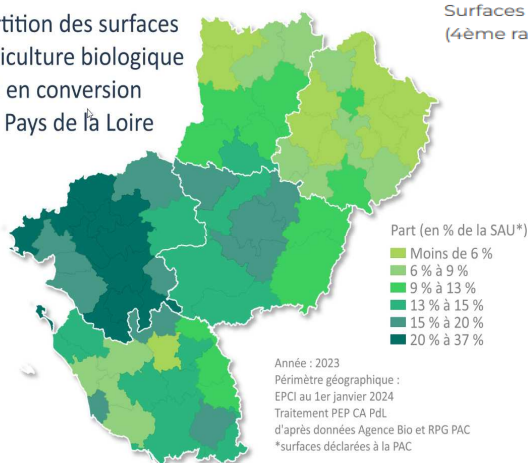 tition des surfaces
iculture biologique
en conversion
Pays de la Loire
Surfaces
(4ème ra
Part (en % de la SAU*)
Moins de 6 %
6 % à 9 %
9 % à 13 %
13 % à 15 %
15 % à 20 %
20 % à 37 %
Année : 2023
Périmètre géographique :
EPCI au 1er janvier 2024
Traitement PEP CA PdL
d'après données Agence Bio et RPG PAC
*surfaces déclarées à la PAC